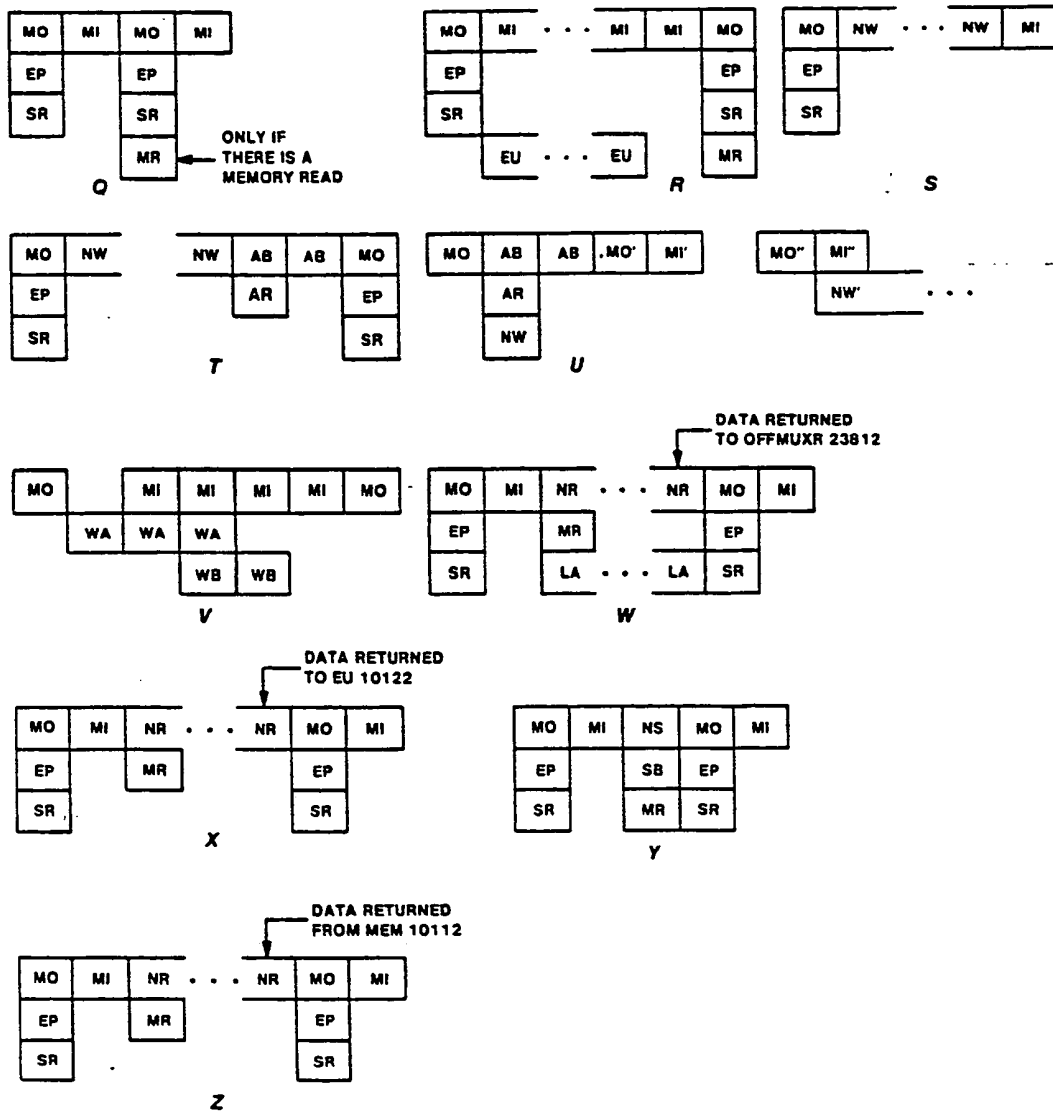 MO MI MO MI
EP EP
SR SR
MR
ONLY IF
THERE IS A
MEMORY READ
Q
MO MI · · · MI MI MO
EP EP
SR SR
EU · · · EU MR
R
MO NW · · · NW MI
EP
SR
S
MO NW NW AB AB MO
EP AR EP
SR SR
T
MO AB AB MO' MI'
AR
NW
U
MO" MI"
NW' · · ·
DATA RETURNED
TO OFFMUXR 23812
MO MI MI MI MI MO
WA WA WA
WB WB
V
MO MI NR · · · NR MO MI
EP MR EP
SR LA · · · LA SR
W
DATA RETURNED
TO EU 10122
MO MI NR · · · NR MO MI
EP MR EP
SR SR
X
MO MI NS MO MI
EP SB EP
SR MR SR
Y
DATA RETURNED
FROM MEM 10112
MO MI NR · · · NR MO MI
EP MR EP
SR SR
Z